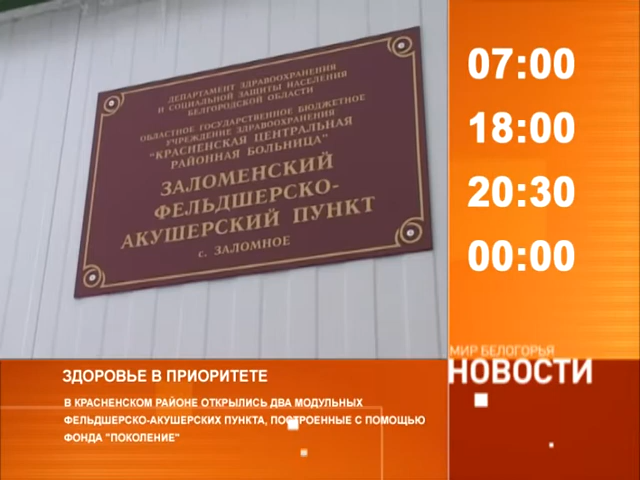 ДЕПАРТАМЕНТ ЗДРАВООХРАНЕНИЯ
И СОЦИАЛЬНОЙ ЗАЩИТЫ НАСЕЛЕНИЯ
БЕЛГОРОДСКОЙ ОБЛАСТИ
ОБЛАСТНОЕ ГОСУДАРСТВЕННОЕ БЮДЖЕТНОЕ
УЧРЕЖДЕНИЕ ЗДРАВООХРАНЕНИЯ
"КРАСНЕНСКАЯ ЦЕНТРАЛЬНАЯ
РАЙОННАЯ БОЛЬНИЦА"
ЗАЛОМЕНСКИЙ
ФЕЛЬДШЕРСКО-
АКУШЕРСКИЙ ПУНКТ
с. ЗАЛОМНОЕ
07:00
18:00
20:30
00:00
МИР БЕЛОГОРЬЯ
НОВОСТИ
ЗДОРОВЬЕ В ПРИОРИТЕТЕ
В КРАСНЕНСКОМ РАЙОНЕ ОТКРЫЛИСЬ ДВА МОДУЛЬНЫХ
ФЕЛЬДШЕРСКО-АКУШЕРСКИХ ПУНКТА, ПОСТРОЕННЫЕ С ПОМОЩЬЮ
ФОНДА "ПОКОЛЕНИЕ"